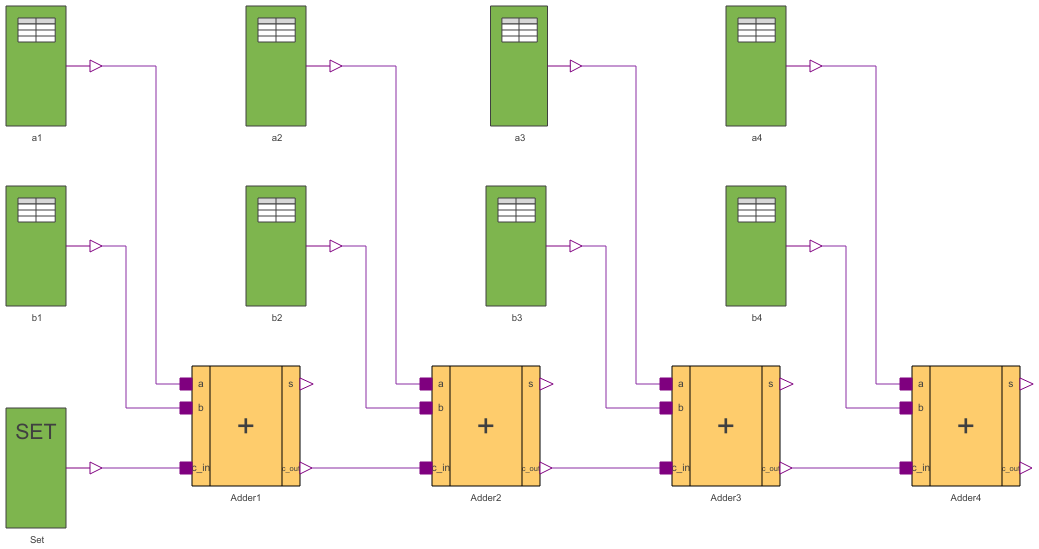 a1
a2
a3
a4
b1
b2
b3
b4
a
s
a
s
a
s
a
s
b
b
b
b
SET
+
+
+
+
c_in
c_out
c_in
c_out
c_in
c_out
c_in
c_out
Adder1
Adder2
Adder3
Adder4
Set